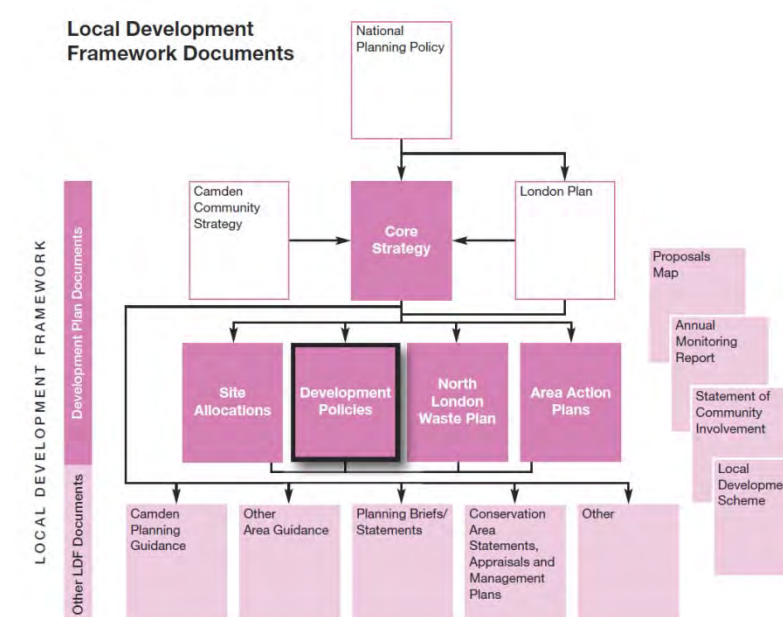 Local Development
Framework Documents
National
Planning Policy
Camden
Community
Strategy
Core
Strategy
London Plan
LOCAL DEVELOPMENT FRAMEWORK
Development Plan Documents
Other LDF Documents
Site
Allocations
Development
Policies
North
London
Waste Plan
Area Action
Plans
Proposals
Map
Annual
Monitoring
Report
Statement of
Community
Involvement
Local
Developme
Scheme
Camden
Planning
Guidance
Other
Area Guidance
Planning Briefs/
Statements
Conservation
Area
Statements,
Appraisals and
Management
Plans
Other